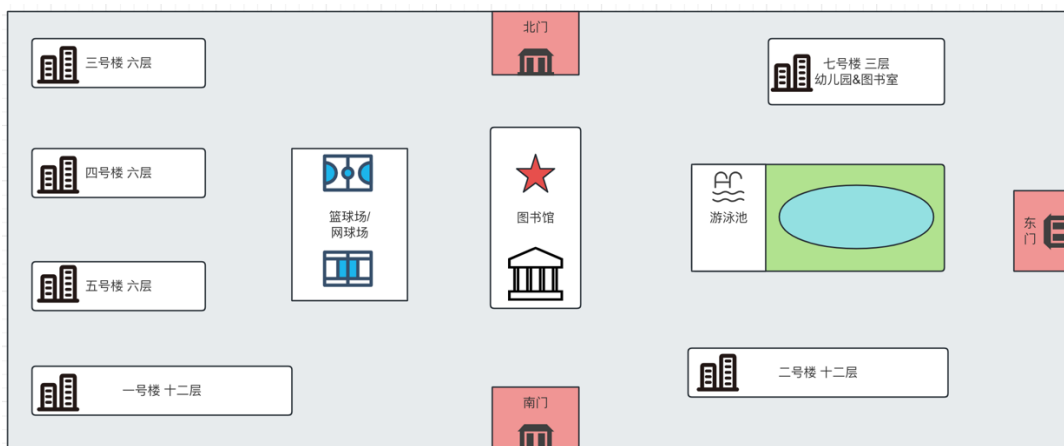 北门
三号楼 六层
七号楼 三层
幼儿园&图书室
四号楼 六层
篮球场/
网球场
图书馆
游泳池
东
门
五号楼 六层
一号楼 十二层
二号楼 十二层
南门